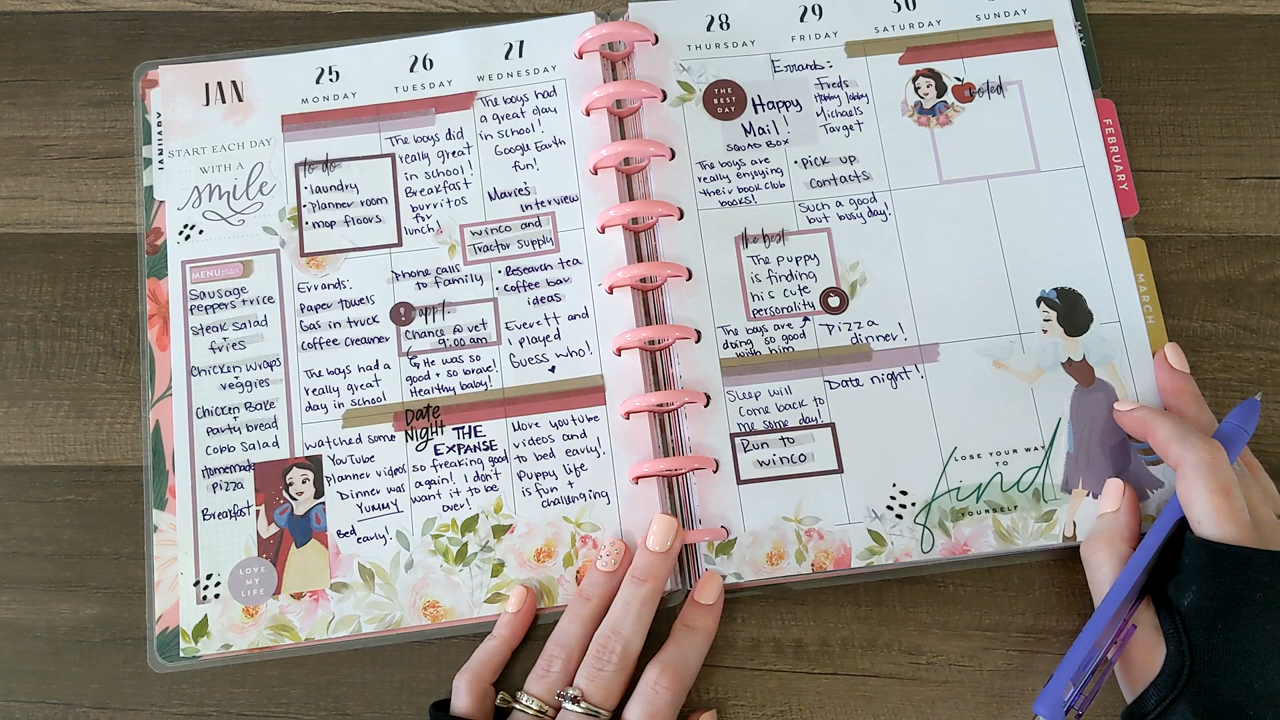 JAN
JANUARY
START EACH DAY
WITH A
smile
MENU plan
Sausage
peppers + rice
Steak salad
fries
Chicken wraps
+
veggies
Chicken Bake
+
party bread
Cobb Salad
Homemade
pizza
Breakfast
LOVE
MY
LIFE
25
MONDAY
to do
• laundry
• planner room
• mop floors
Errands:
Paper towels
Gas in truck
Coffee creamer
The boys had a
really great
day in school
watched some
YouTube
planner videos
Dinner was
YUMMY
Bed early!
26
TUESDAY
The boys did
really great
in school!
Breakfast
burritos
for
lunch!
Phone calls
to family
! appt.
Chance @ vet
9:00 am
He was so
good + so brave!
Healthy baby!
Date
Night
THE
EXPANSE
so freaking good
again! I don't
want it to be
over!
27
WEDNESDAY
The boys had
a great day
in school!
Google Earth
fun!
Mavie's
interview
winco and
Tractor Supply
• Research tea
• coffee bar
ideas
Everett and
I played
Guess who!
Move youtube
videos and
to bed early!
Puppy life
is fun +
challenging
28
THURSDAY
THE
BEST
DAY
Happy
Mail!
SQUAD BOX
The boys are
really enjoying
their book club
books!
the best
The puppy
is finding
his cute
personality
The boys are
doing so good
with him
Sleep will
come back to
me some day!
Run to
winco
29
FRIDAY
Errands:
Freds
Hobby lobby
Michaels
Target
• pick up
contacts
Such a good
but busy day!
Pizza
dinner!
Date night!
30
SATURDAY
SUNDAY
noted
LOSE YOUR WAY
TO
find
YOURSELF
FEBRUARY
MARCH